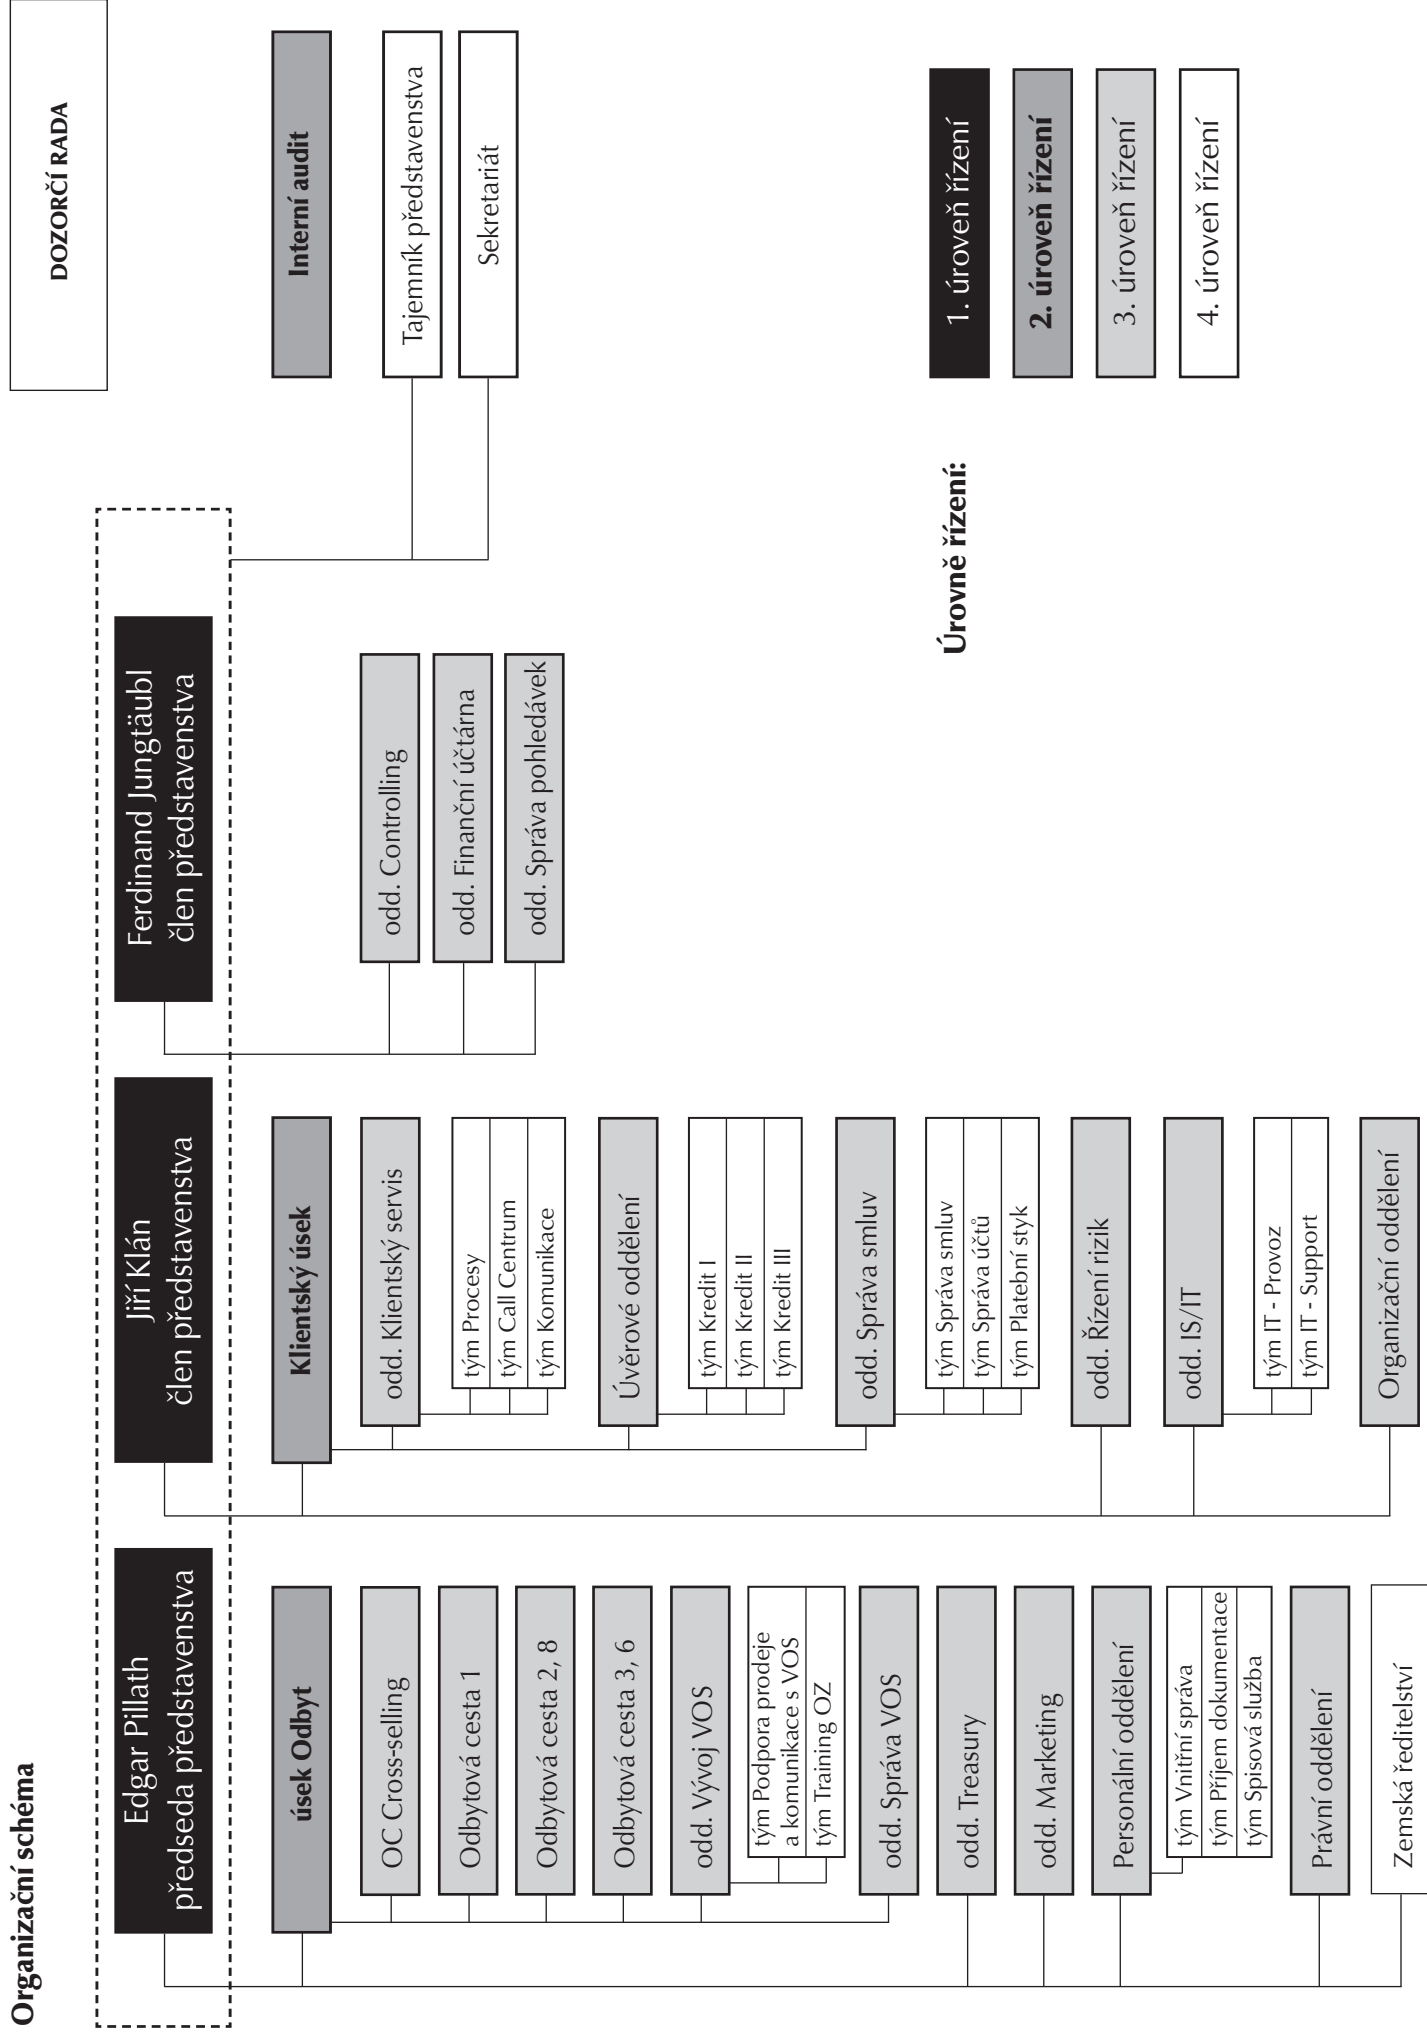 Organizační schéma
DOZORČÍ RADA
Edgar Pillath
předseda představenstva
úsek Odbyt
OC Cross-selling
Odbytová cesta 1
Odbytová cesta 2, 8
Odbytová cesta 3, 6
odd. Vývoj VOS
tým Podpora prodeje
a komunikace s VOS
tým Training OZ
odd. Správa VOS
odd. Treasury
odd. Marketing
Personální oddělení
tým Vnitřní správa
tým Příjem dokumentace
tým Spisová služba
Právní oddělení
Zemská ředitelství
Jiří Klán
člen představenstva
Klientský úsek
odd. Klientský servis
tým Procesy
tým Call Centrum
tým Komunikace
Úvěrové oddělení
tým Kredit I
tým Kredit II
tým Kredit III
odd. Správa smluv
tým Správa smluv
tým Správa účtů
tým Platební styk
odd. Řízení rizik
odd. IS/IT
tým IT - Provoz
tým IT - Support
Organizační oddělení
Ferdinand Jungtäubl
člen představenstva
odd. Controlling
odd. Finanční účtárna
odd. Správa pohledávek
Interní audit
Tajemník představenstva
Sekretariát
Úrovně řízení:
1. úroveň řízení
2. úroveň řízení
3. úroveň řízení
4. úroveň řízení